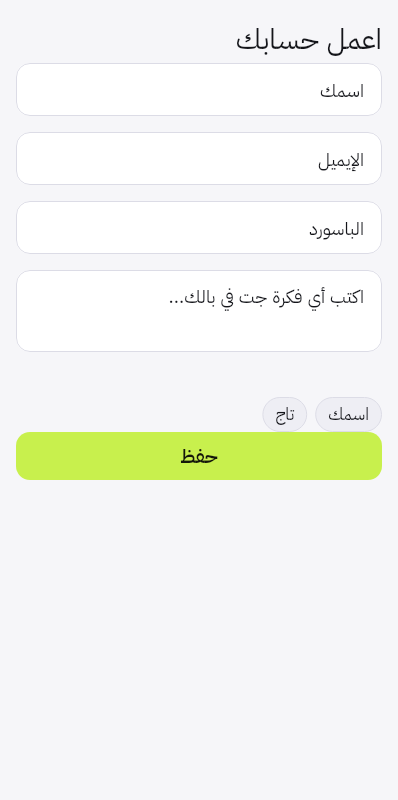 اعمل حسابك
اسمك
الإيميل
الباسورد
اكتب أي فكرة جت في بالك...
اسمك تاج
حفظ